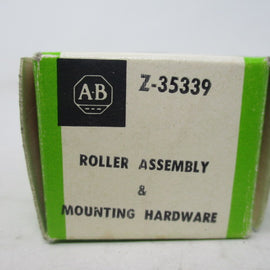 A-B
Z-35339
ROLLER ASSEMBLY
&
MOUNTING HARDWARE